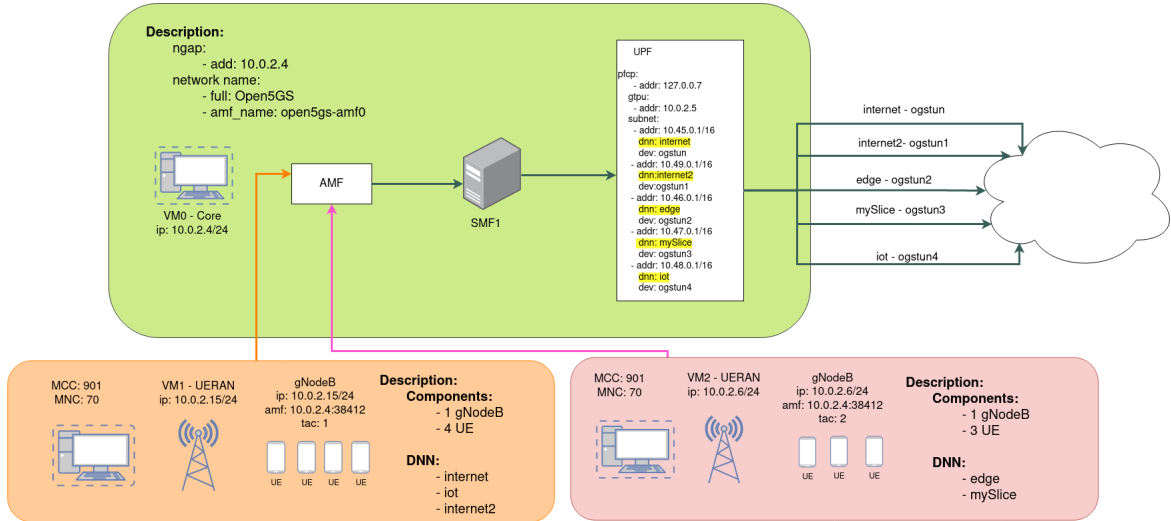 Description:
ngap:
- add: 10.0.2.4
network name:
- full: Open5GS
- amf_name: open5gs-amf0
VM0 - Core
ip: 10.0.2.4/24
AMF
SMF1
UPF
pfcp:
- addr: 127.0.0.7
gtpu:
- addr: 10.0.2.5
subnet:
- addr: 10.45.0.1/16
dnn: internet
dev: ogstun
- addr: 10.49.0.1/16
dnn:internet2
dev:ogstun1
- addr: 10.46.0.1/16
dnn: edge
dev: ogstun2
- addr: 10.47.0.1/16
dnn: mySlice
dev: ogstun3
- addr: 10.48.0.1/16
dnn: iot
dev: ogstun4
internet - ogstun
internet2- ogstun1
edge - ogstun2
mySlice - ogstun3
iot - ogstun4
MCC: 901
MNC: 70
VM1 - UERAN
ip: 10.0.2.15/24
gNodeB
ip: 10.0.2.15/24
amf: 10.0.2.4:38412
tac: 1
UE UE UE UE
Description:
Components:
- 1 gNodeB
- 4 UE
DNN:
- internet
- iot
- internet2
MCC: 901
MNC: 70
VM2 - UERAN
ip: 10.0.2.6/24
gNodeB
ip: 10.0.2.6/24
amf: 10.0.2.4:38412
tac: 2
UE UE UE
Description:
Components:
- 1 gNodeB
- 3 UE
DNN:
- edge
- mySlice